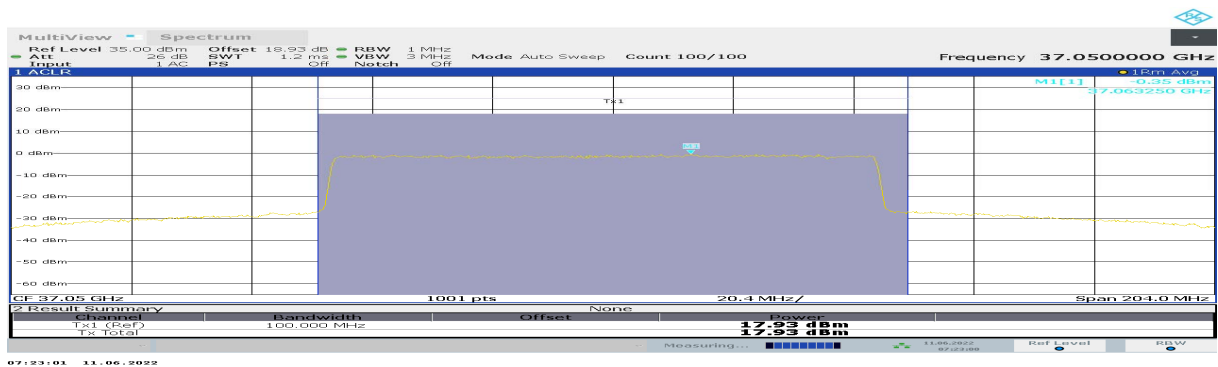 MultiView Spectrum
Ref Level 35.00 dBm Offset 18.93 dB RBW 1 MHz
Att 26 dB SWT 1.2 ms VBW 3 MHz Mode Auto Sweep Count 100/100 Frequency 37.0500000 GHz
Input 1 AC PS Off Notch Off
1 ACLR 1Rm Avg
M1[1] -0.35 dBm
37.063250 GHz
30 dBm
Tx1
20 dBm
10 dBm
M1
0 dBm
-10 dBm
-20 dBm
-30 dBm
-40 dBm
-50 dBm
-60 dBm
CF 37.05 GHz 1001 pts 20.4 MHz/ Span 204.0 MHz
2 Result Summary None
Channel Bandwidth Offset Power
Tx1 (Ref) 100.000 MHz 17.93 dBm
Tx Total 17.93 dBm
Measuring... 11.06.2022 Ref Level RBW
07:23:00
07:23:01 11.06.2022